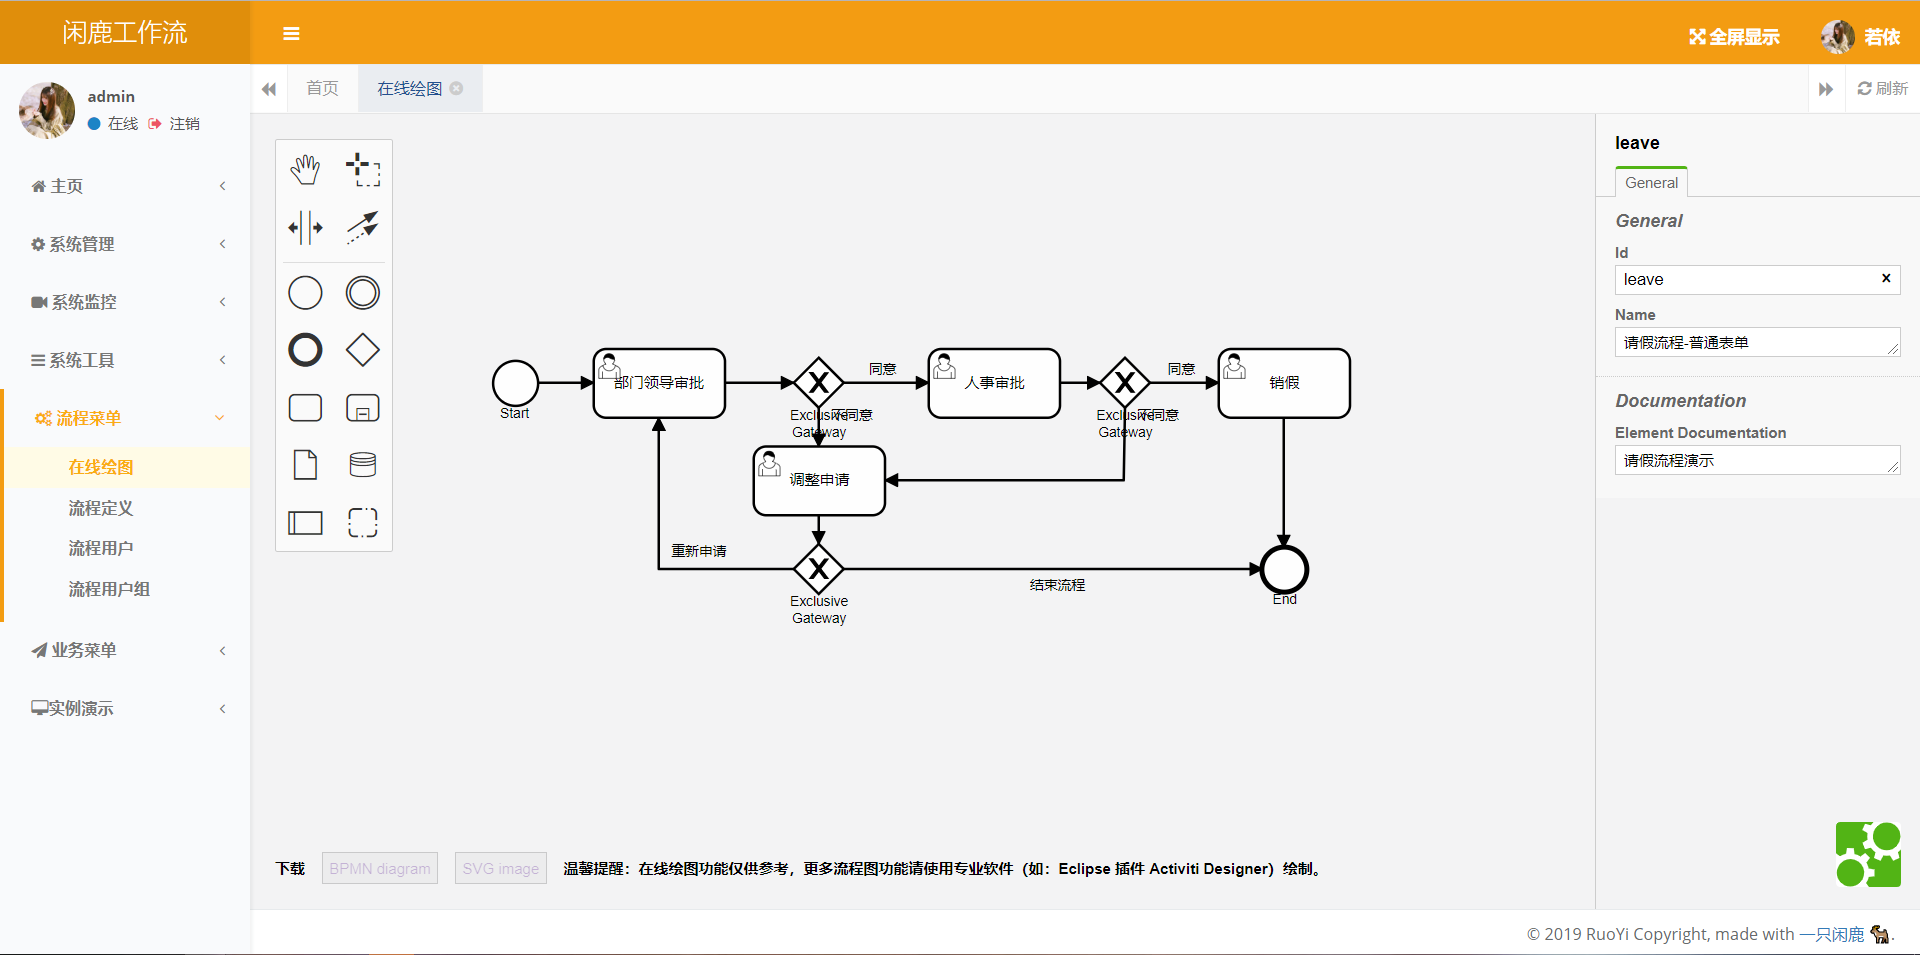 闲鹿工作流
全屏显示
若依
admin
在线 注销
首页
在线绘图
刷新
主页
系统管理
系统监控
系统工具
流程菜单
在线绘图
流程定义
流程用户
流程用户组
业务菜单
实例演示
Start
部门领导审批
同意
人事审批
同意
销假
Exclusive
Gateway
不同意
Exclusive
Gateway
不同意
调整申请
重新申请
Exclusive
Gateway
结束流程
End
leave
General
General
Id
leave
Name
请假流程-普通表单
Documentation
Element Documentation
请假流程演示
下载 BPMN diagram SVG image 温馨提醒：在线绘图功能仅供参考，更多流程图功能请使用专业软件（如：Eclipse 插件 Activiti Designer）绘制。
© 2019 RuoYi Copyright, made with 一只闲鹿 .